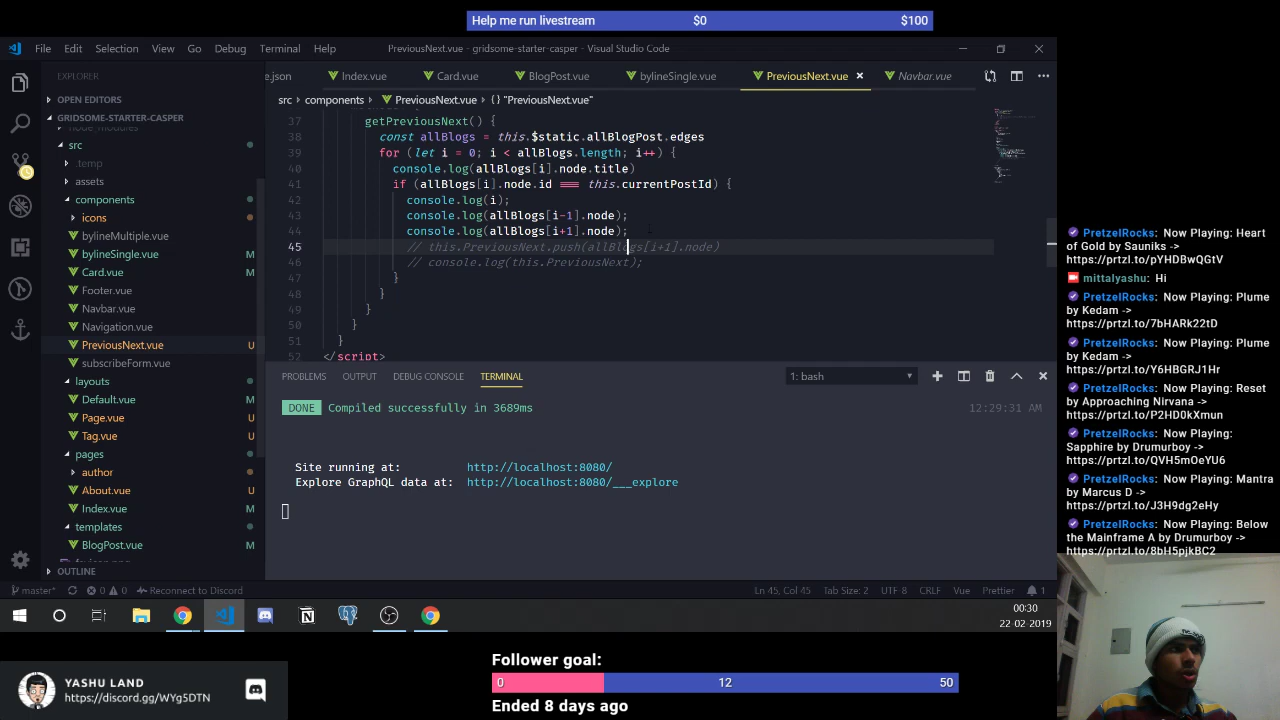 Help me run livestream $0 $100
File Edit Selection View Go Debug Terminal Help PreviousNext.vue - gridsome-starter-casper - Visual Studio Code
EXPLORER
.json Index.vue Card.vue BlogPost.vue bylineSingle.vue PreviousNext.vue Navbar.vue
OPEN EDITORS
src components PreviousNext.vue {} "PreviousNext.vue"
GRIDSOME-STARTER-CASPER
node_modules
src
.temp
assets
components
icons
bylineMultiple.vue
bylineSingle.vue M
Card.vue M
Footer.vue
Navbar.vue
Navigation.vue
PreviousNext.vue U
subscribeForm.vue
layouts
Default.vue M
Page.vue U
Tag.vue U
pages
author
About.vue U
Index.vue M
templates
BlogPost.vue M
favicon.png
OUTLINE
37 getPreviousNext() {
38 const allBlogs = this.$static.allBlogPost.edges
39 for (let i = 0; i < allBlogs.length; i++) {
40 console.log(allBlogs[i].node.title)
41 if (allBlogs[i].node.id === this.currentPostId) {
42 console.log(i);
43 console.log(allBlogs[i-1].node);
44 console.log(allBlogs[i+1].node);
45 // this.PreviousNext.push(allBlogs[i+1].node)
46 // console.log(this.PreviousNext);
47 }
48 }
49 }
50 }
51 }
52 </script>
PROBLEMS OUTPUT DEBUG CONSOLE TERMINAL 1: bash
DONE Compiled successfully in 3689ms 12:29:31 AM
Site running at: http://localhost:8080/
Explore GraphQL data at: http://localhost:8080/___explore
master* 0 0 Reconnect to Discord Ln 45, Col 45 Tab Size: 2 UTF-8 CRLF Vue Prettier 1
00:30
22-02-2019
PretzelRocks: Now Playing: Heart
of Gold by Sauniks ->
https://prtzl.to/pYHDBwQGtV
mittalyashu: Hi
PretzelRocks: Now Playing: Plume
by Kedam ->
https://prtzl.to/7bHARk22tD
PretzelRocks: Now Playing: Plume
by Kedam ->
https://prtzl.to/Y6HBGRJ1Hr
PretzelRocks: Now Playing: Reset
by Approaching Nirvana ->
https://prtzl.to/P2HD0kXmun
PretzelRocks: Now Playing:
Sapphire by Drumurboy ->
https://prtzl.to/QVH5mOeYU6
PretzelRocks: Now Playing: Mantra
by Marcus D ->
https://prtzl.to/J3H9dg2eHy
PretzelRocks: Now Playing: Below
the Mainframe A by Drumurboy ->
https://prtzl.to/8bH5pjkBC2
YASHU LAND
https://discord.gg/WYg5DTN
Follower goal:
0 12 50
Ended 8 days ago